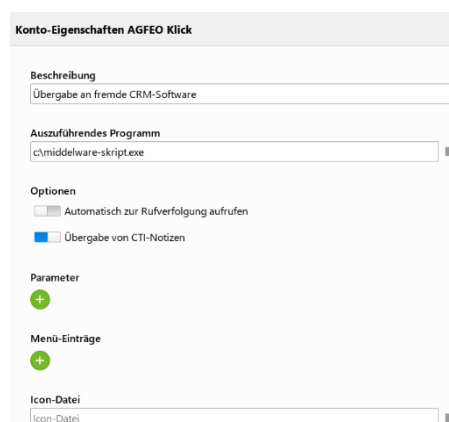 Konto-Eigenschaften AGFEO Klick
Beschreibung
Übergabe an fremde CRM-Software
Auszuführendes Programm
c:\middelware-skript.exe
Optionen
Automatisch zur Rufverfolgung aufrufen
Übergabe von CTI-Notizen
Parameter
Menü-Einträge
Icon-Datei
Icon-Datei